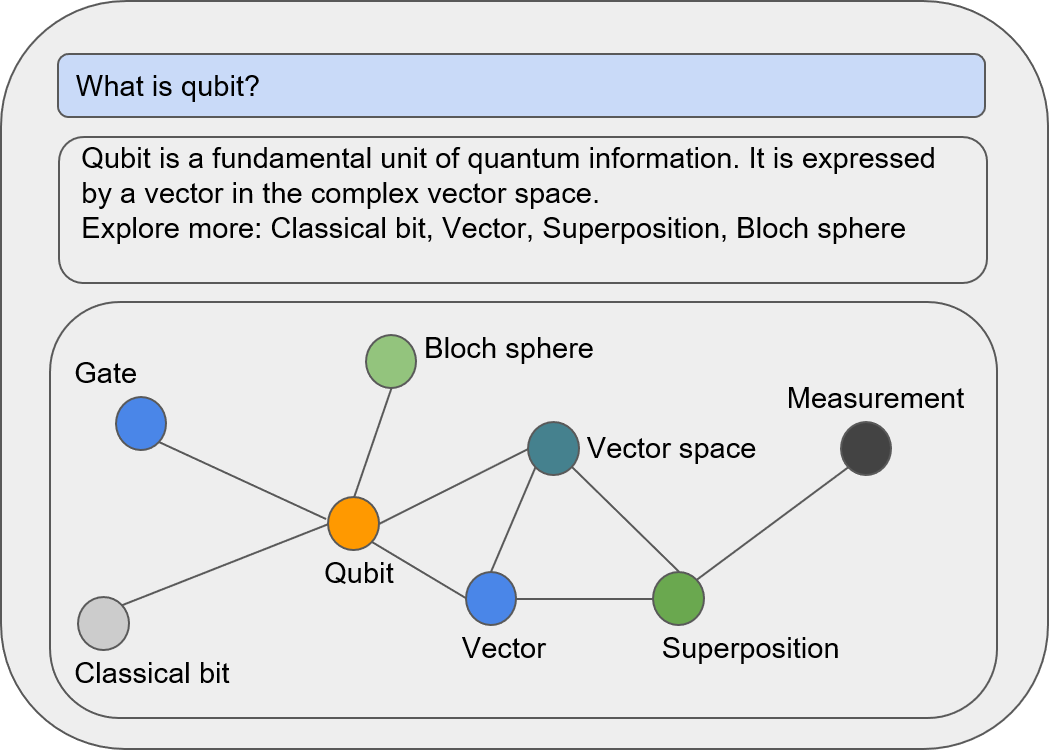 What is qubit?
Qubit is a fundamental unit of quantum information. It is expressed
by a vector in the complex vector space.
Explore more: Classical bit, Vector, Superposition, Bloch sphere
Bloch sphere
Gate
Measurement
Vector space
Qubit
Vector
Superposition
Classical bit